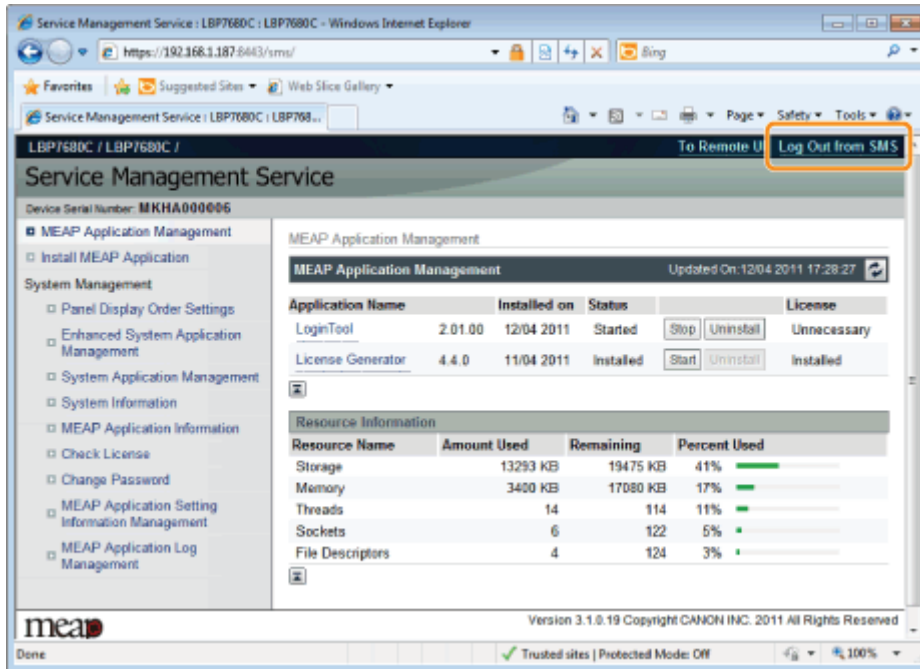 Service Management Service : LBP7680C : LBP7680C - Windows Internet Explorer
https://192.168.1.187:8443/sms/
Bing
Favorites Suggested Sites Web Slice Gallery
Service Management Service : LBP7680C : LBP768... Page Safety Tools
LBP7680C / LBP7680C / To Remote U Log Out from SMS
Service Management Service
Device Serial Number: MKHA000006
MEAP Application Management
Install MEAP Application
System Management
Panel Display Order Settings
Enhanced System Application
Management
System Application Management
System Information
MEAP Application Information
Check License
Change Password
MEAP Application Setting
Information Management
MEAP Application Log
Management
MEAP Application Management
MEAP Application Management Updated On:12/04 2011 17:28:27
Application Name Installed on Status License
LoginTool 2.01.00 12/04 2011 Started Stop Uninstall Unnecessary
License Generator 4.4.0 11/04 2011 Installed Start Uninstall Installed
Resource Information
Resource Name Amount Used Remaining Percent Used
Storage 13293 KB 19475 KB 41%
Memory 3400 KB 17080 KB 17%
Threads 14 114 11%
Sockets 6 122 5%
File Descriptors 4 124 3%
meap Version 3.1.0.19 Copyright CANON INC. 2011 All Rights Reserved
Done Trusted sites | Protected Mode: Off 100%